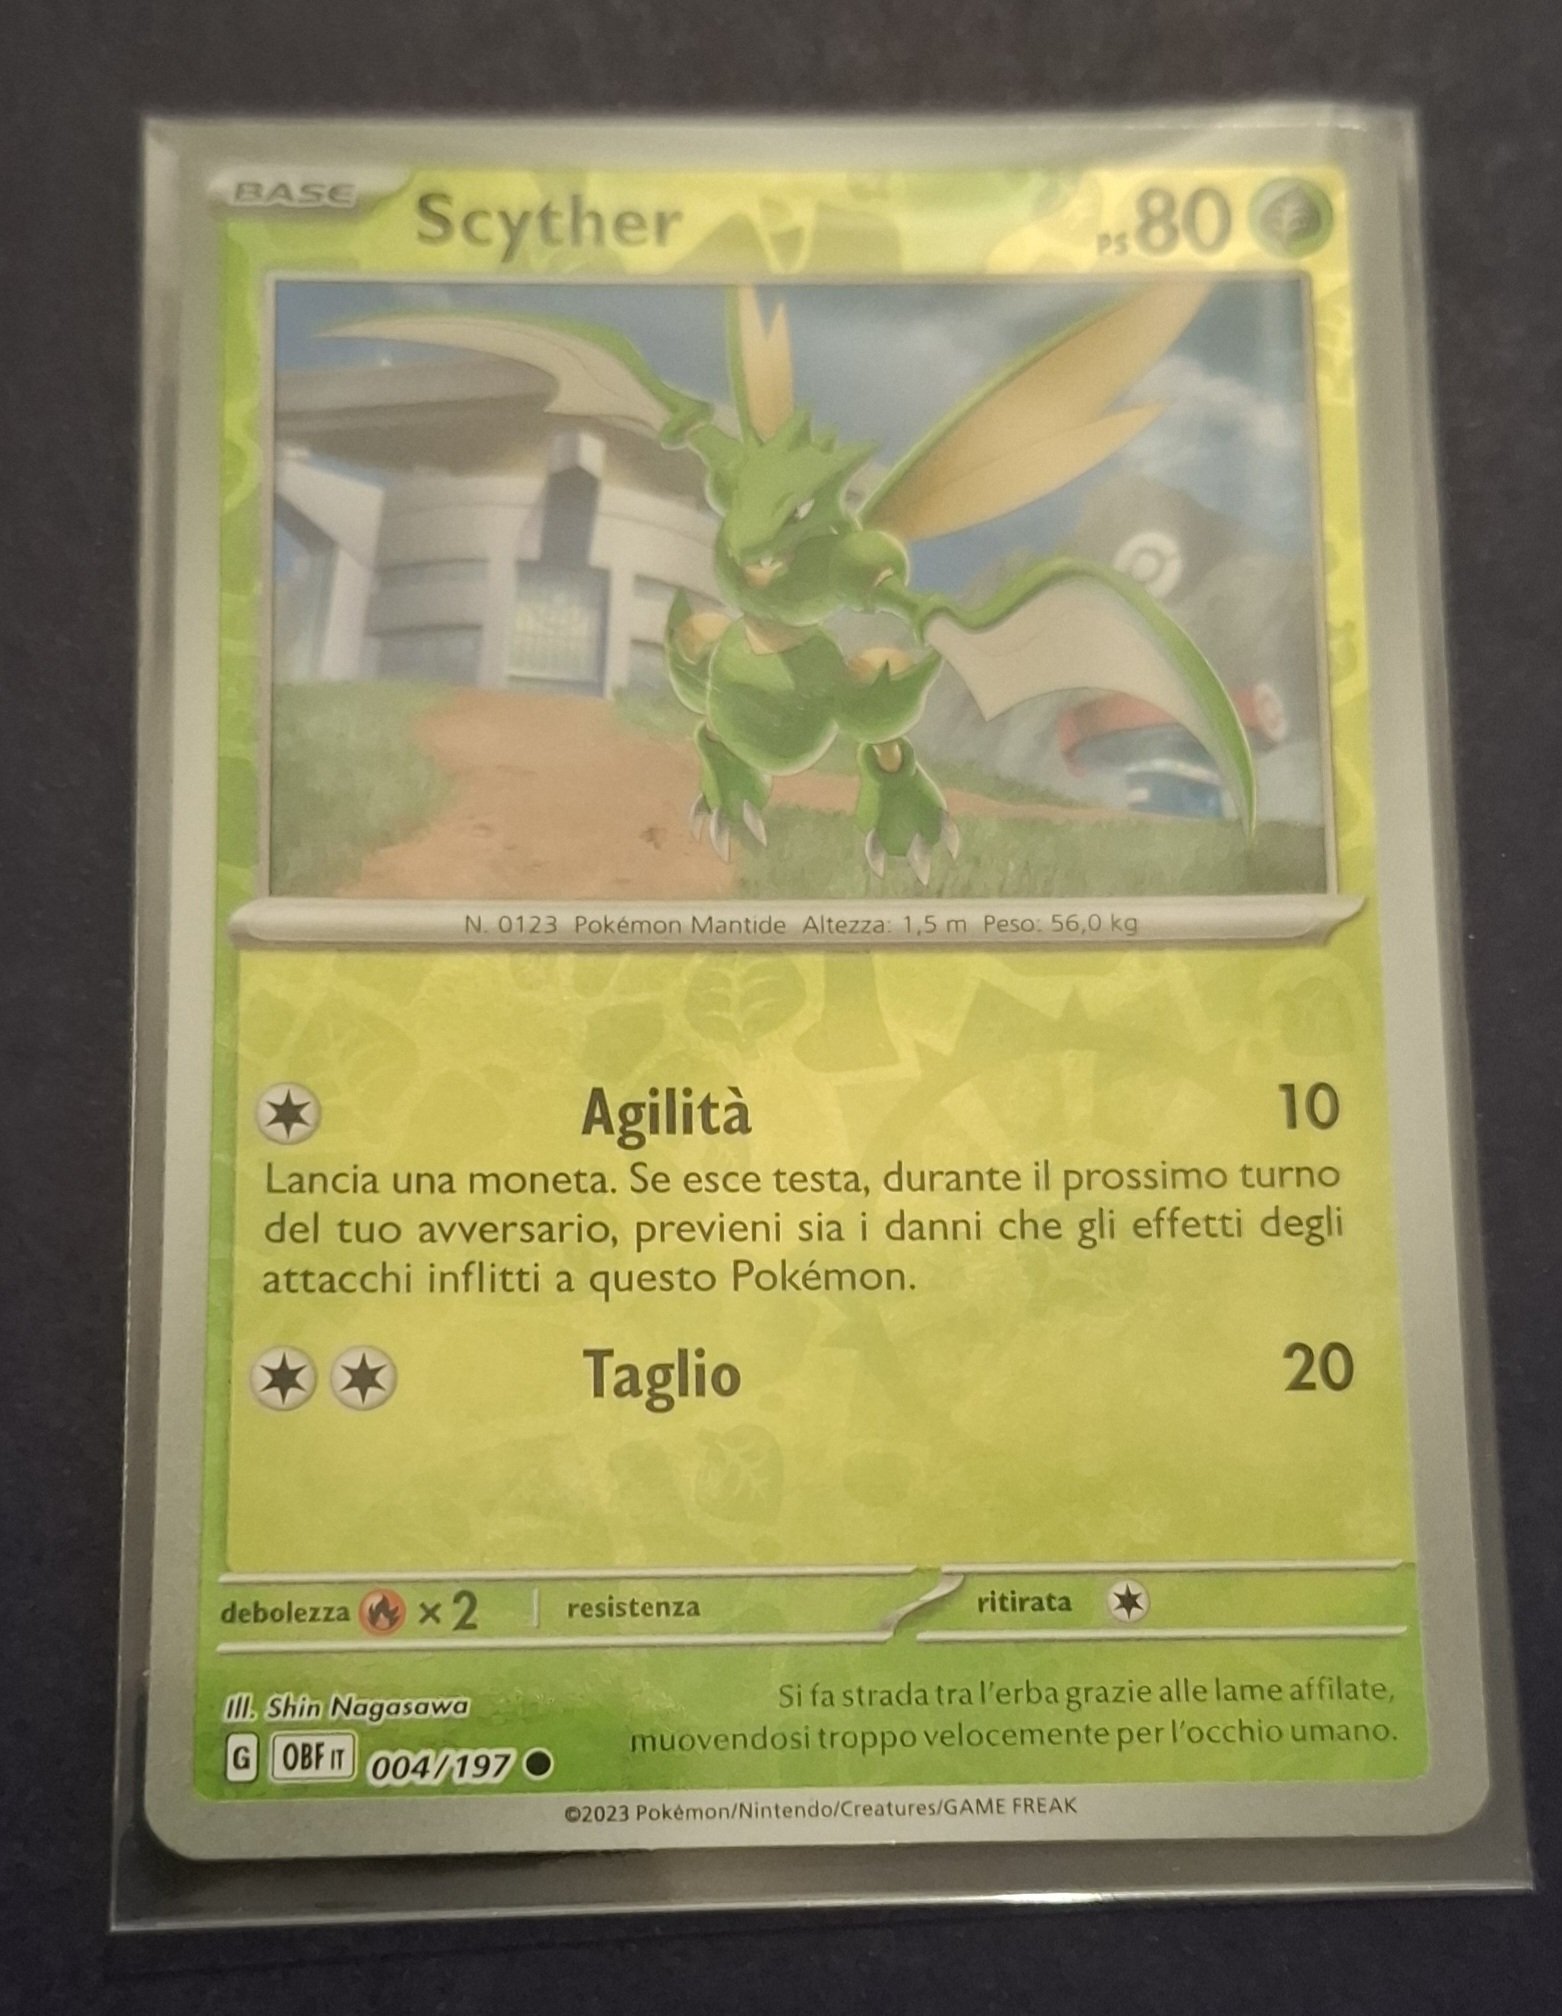 BASE
Scyther
PS 80
N. 0123 Pokémon Mantide Altezza: 1,5 m Peso: 56,0 kg
Agilità 10
Lancia una moneta. Se esce testa, durante il prossimo turno
del tuo avversario, previeni sia i danni che gli effetti degli
attacchi inflitti a questo Pokémon.
Taglio 20
debolezza ×2 resistenza ritirata
Si fa strada tra l'erba grazie alle lame affilate,
muovendosi troppo velocemente per l'occhio umano.
Ill. Shin Nagasawa
G OBF IT 004/197
©2023 Pokémon/Nintendo/Creatures/GAME FREAK